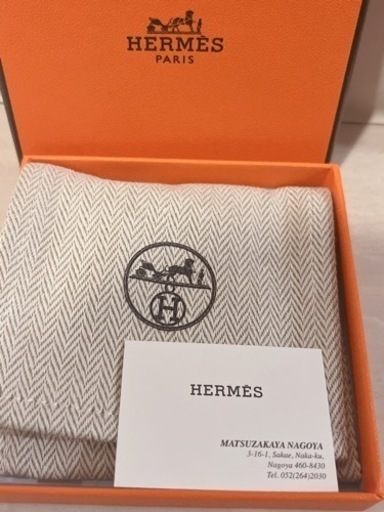 HERMÈS
PARIS
H
HERMÈS
MATSUZAKAYA NAGOYA
3-16-1, Sakae, Naka-ku,
Nagoya 460-8430
Tel. 052(264)2030